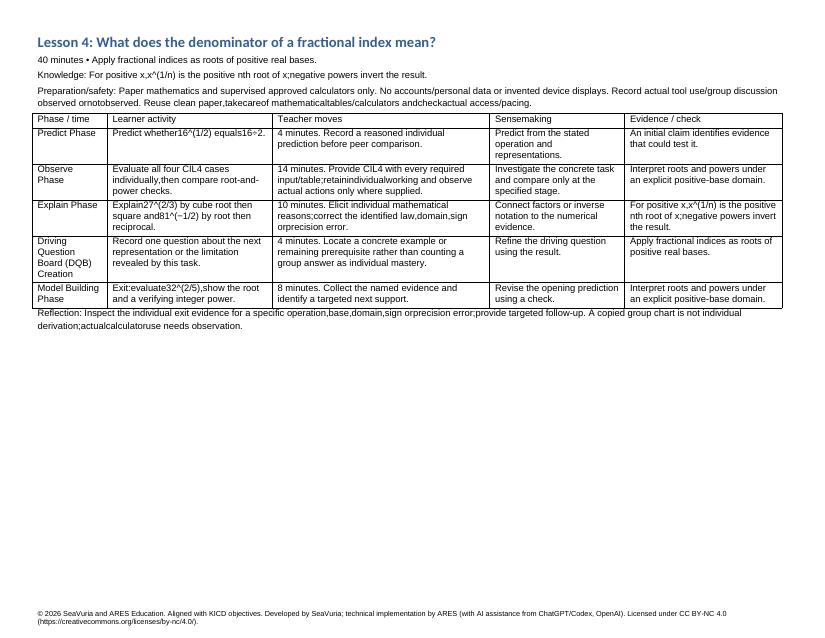 Lesson 4: What does the denominator of a fractional index mean?
40 minutes • Apply fractional indices as roots of positive real bases.
Knowledge: For positive x,x^(1/n) is the positive nth root of x;negative powers invert the result.
Preparation/safety: Paper mathematics and supervised approved calculators only. No accounts/personal data or invented device displays. Record actual tool use/group discussion
observed ornotobserved. Reuse clean paper,takecareof mathematicaltables/calculators andcheckactual access/pacing.
Phase / time
Learner activity
Teacher moves
Sensemaking
Evidence / check
Predict Phase
Predict whether16^(1/2) equals16÷2.
4 minutes. Record a reasoned individual
prediction before peer comparison.
Predict from the stated
operation and
representations.
An initial claim identifies evidence
that could test it.
Observe
Phase
Evaluate all four CIL4 cases
individually,then compare root-and-
power checks.
14 minutes. Provide CIL4 with every required
input/table;retainindividualworking and observe
actual actions only where supplied.
Investigate the concrete task
and compare only at the
specified stage.
Interpret roots and powers under
an explicit positive-base domain.
Explain Phase
Explain27^(2/3) by cube root then
square and81^(−1/2) by root then
reciprocal.
10 minutes. Elicit individual mathematical
reasons;correct the identified law,domain,sign
orprecision error.
Connect factors or inverse
notation to the numerical
evidence.
For positive x,x^(1/n) is the positive
nth root of x;negative powers invert
the result.
Driving
Question
Board (DQB)
Creation
Record one question about the next
representation or the limitation
revealed by this task.
4 minutes. Locate a concrete example or
remaining prerequisite rather than counting a
group answer as individual mastery.
Refine the driving question
using the result.
Apply fractional indices as roots of
positive real bases.
Model Building
Phase
Exit:evaluate32^(2/5),show the root
and a verifying integer power.
8 minutes. Collect the named evidence and
identify a targeted next support.
Revise the opening prediction
using a check.
Interpret roots and powers under
an explicit positive-base domain.
Reflection: Inspect the individual exit evidence for a specific operation,base,domain,sign orprecision error;provide targeted follow-up. A copied group chart is not individual
derivation;actualcalculatoruse needs observation.
© 2026 SeaVuria and ARES Education. Aligned with KICD objectives. Developed by SeaVuria; technical implementation by ARES (with AI assistance from ChatGPT/Codex, OpenAI). Licensed under CC BY-NC 4.0
(https://creativecommons.org/licenses/by-nc/4.0/).